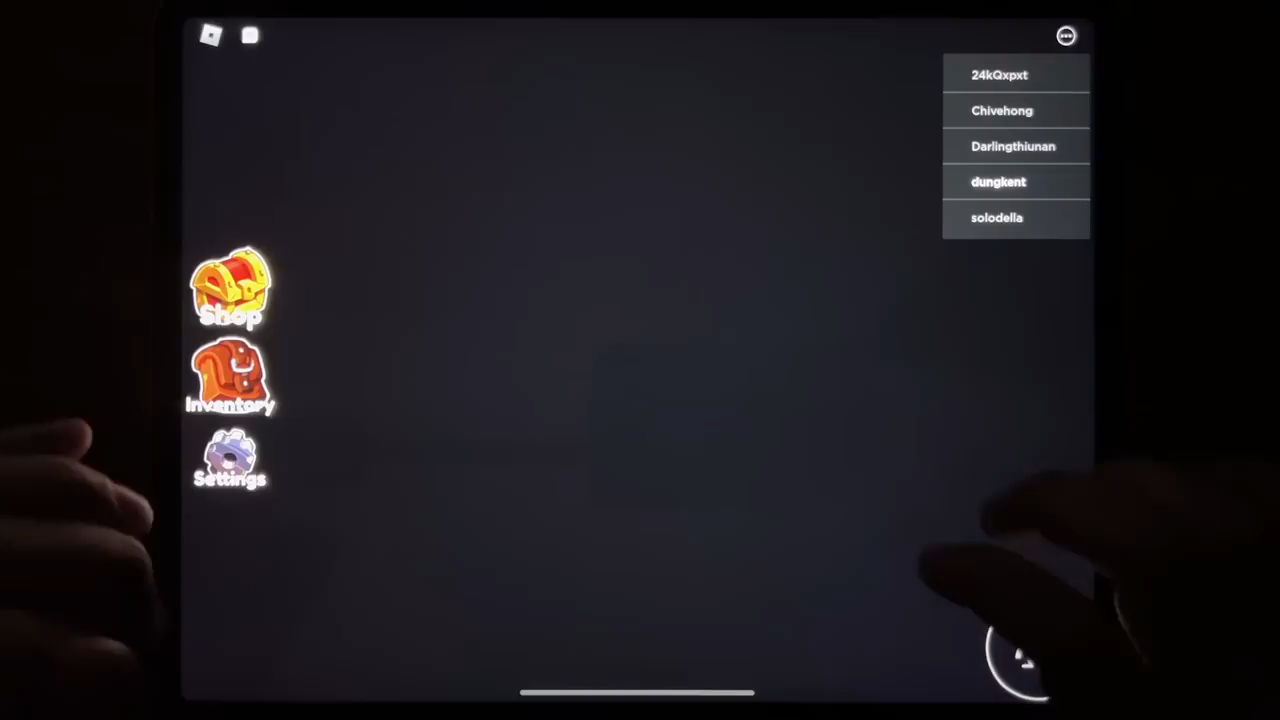 24kQxpxt
Chivehong
Darlingthiunan
dungkent
solodella
Shop
Inventory
Settings